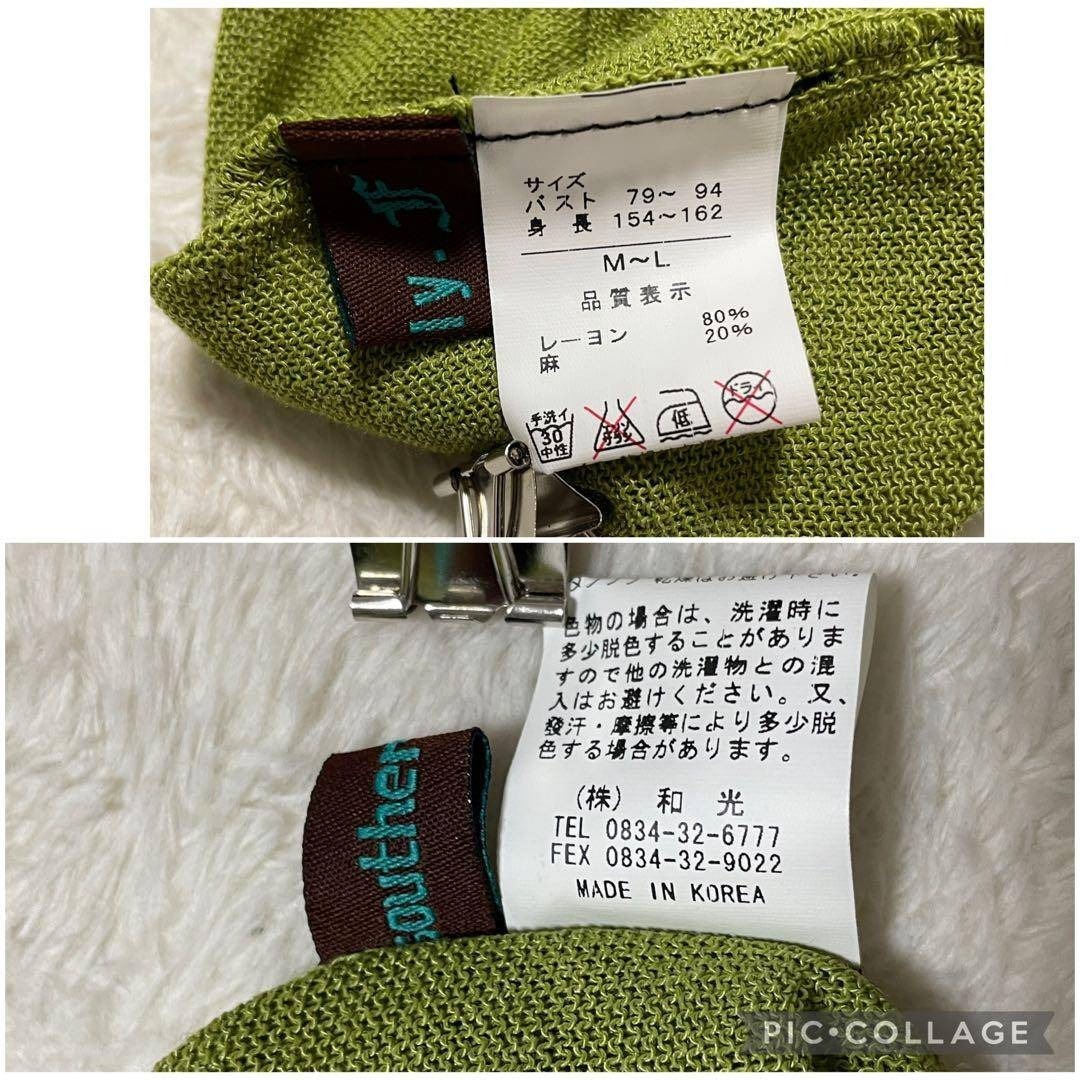 ly-F
サイズ
バスト 79～ 94
身 長 154～162
M～L
品質表示
レーヨン 80%
麻 20%
手洗イ
30
中性
低
ドライ
souther
色物の場合は、洗濯時に
多少脱色することがありま
すので他の洗濯物との混
入はお避けください。又、
發汗・摩擦等により多少脱
色する場合があります。
(株) 和 光
TEL 0834-32-6777
FEX 0834-32-9022
MADE IN KOREA
PIC•COLLAGE